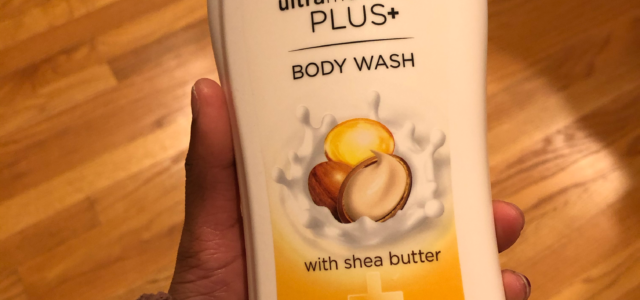 PLUS+
BODY WASH
with shea butter